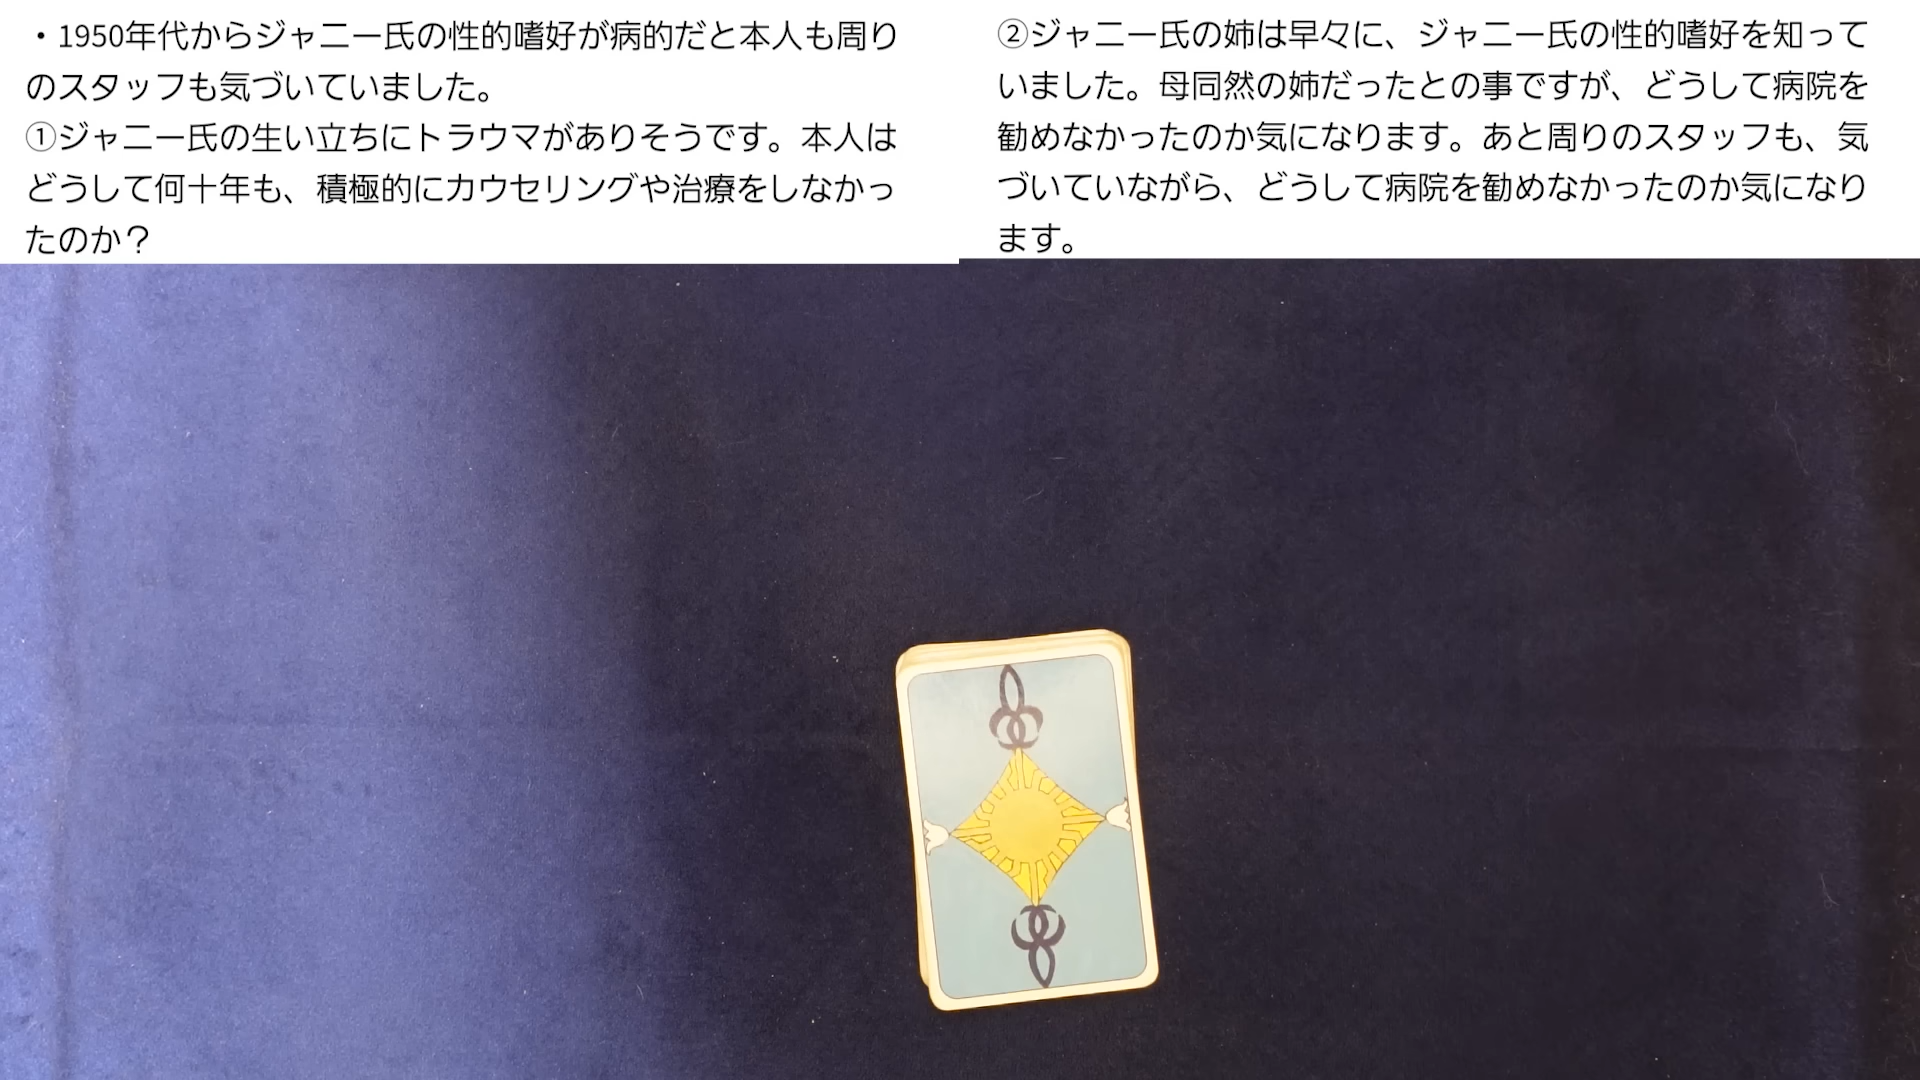 ・1950年代からジャニー氏の性的嗜好が病的だと本人も周り
のスタッフも気づいていました。
①ジャニー氏の生い立ちにトラウマがありそうです。本人は
どうして何十年も、積極的にカウセリングや治療をしなかっ
たのか？
②ジャニー氏の姉は早々に、ジャニー氏の性的嗜好を知って
いました。母同然の姉だったとの事ですが、どうして病院を
勧めなかったのか気になります。あと周りのスタッフも、気
づいていながら、どうして病院を勧めなかったのか気になり
ます。